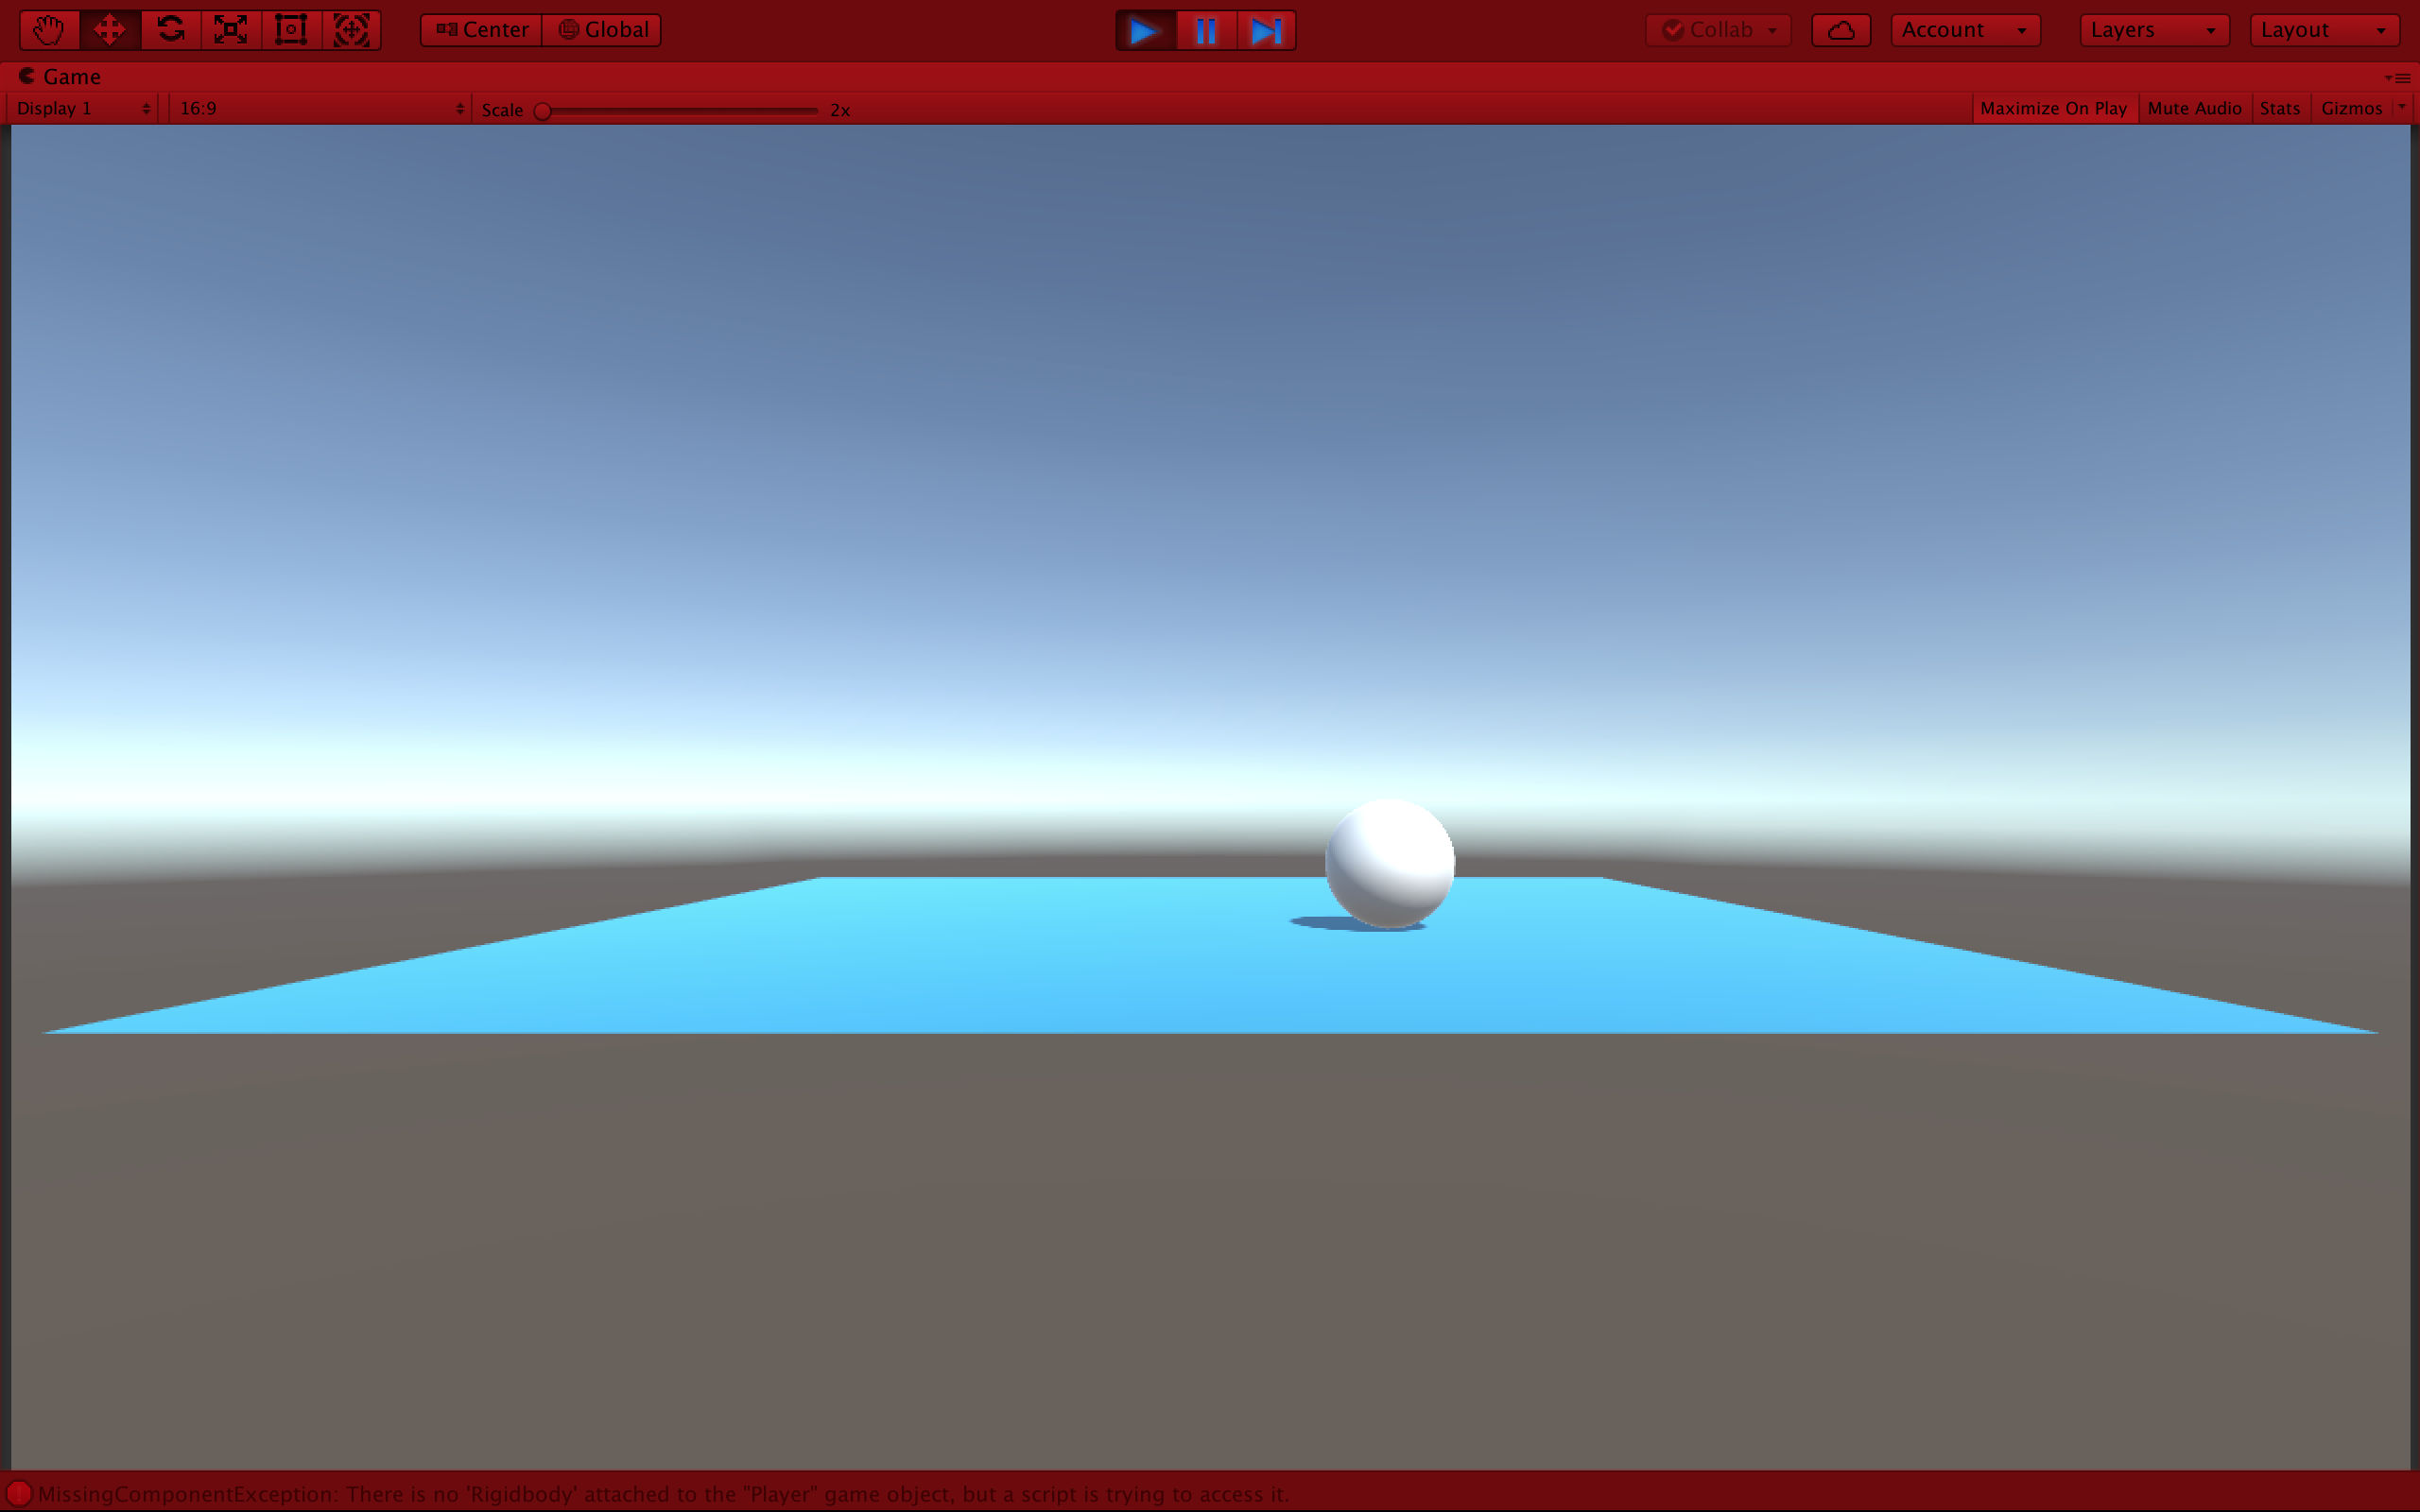 Center Global Collab Account Layers Layout
Game
Display 1 16:9 Scale 2x Maximize On Play Mute Audio Stats Gizmos
MissingComponentException: There is no 'Rigidbody' attached to the "Player" game object, but a script is trying to access it.